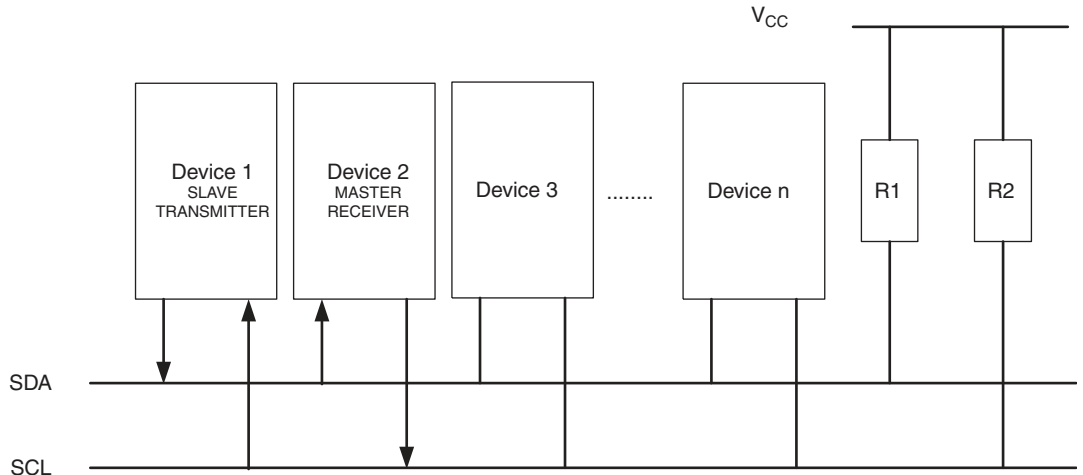 VCC
Device 1
SLAVE
TRANSMITTER
Device 2
MASTER
RECEIVER
Device 3
........
Device n
R1
R2
SDA
SCL